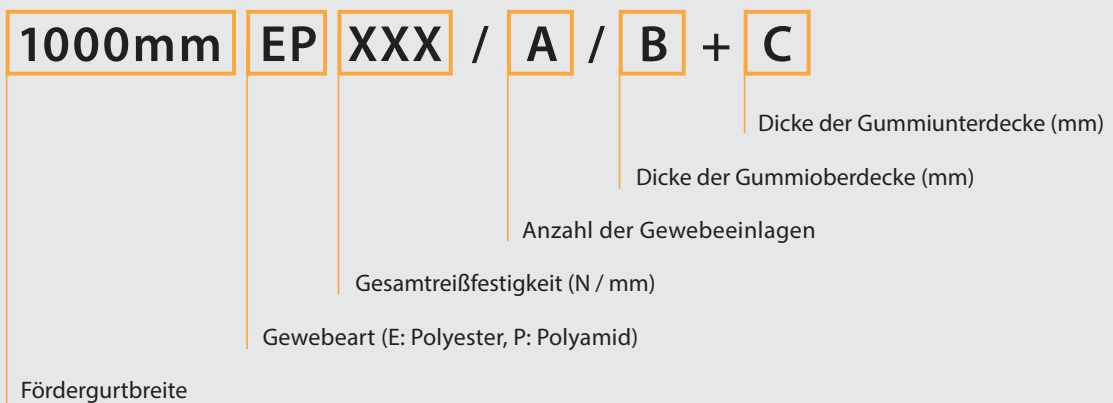 1000mm EP XXX / A / B + C
Dicke der Gummiunterdecke (mm)
Dicke der Gummioberdecke (mm)
Anzahl der Gewebeeinlagen
Gesamtreißfestigkeit (N / mm)
Gewebeart (E: Polyester, P: Polyamid)
Fördergurtbreite